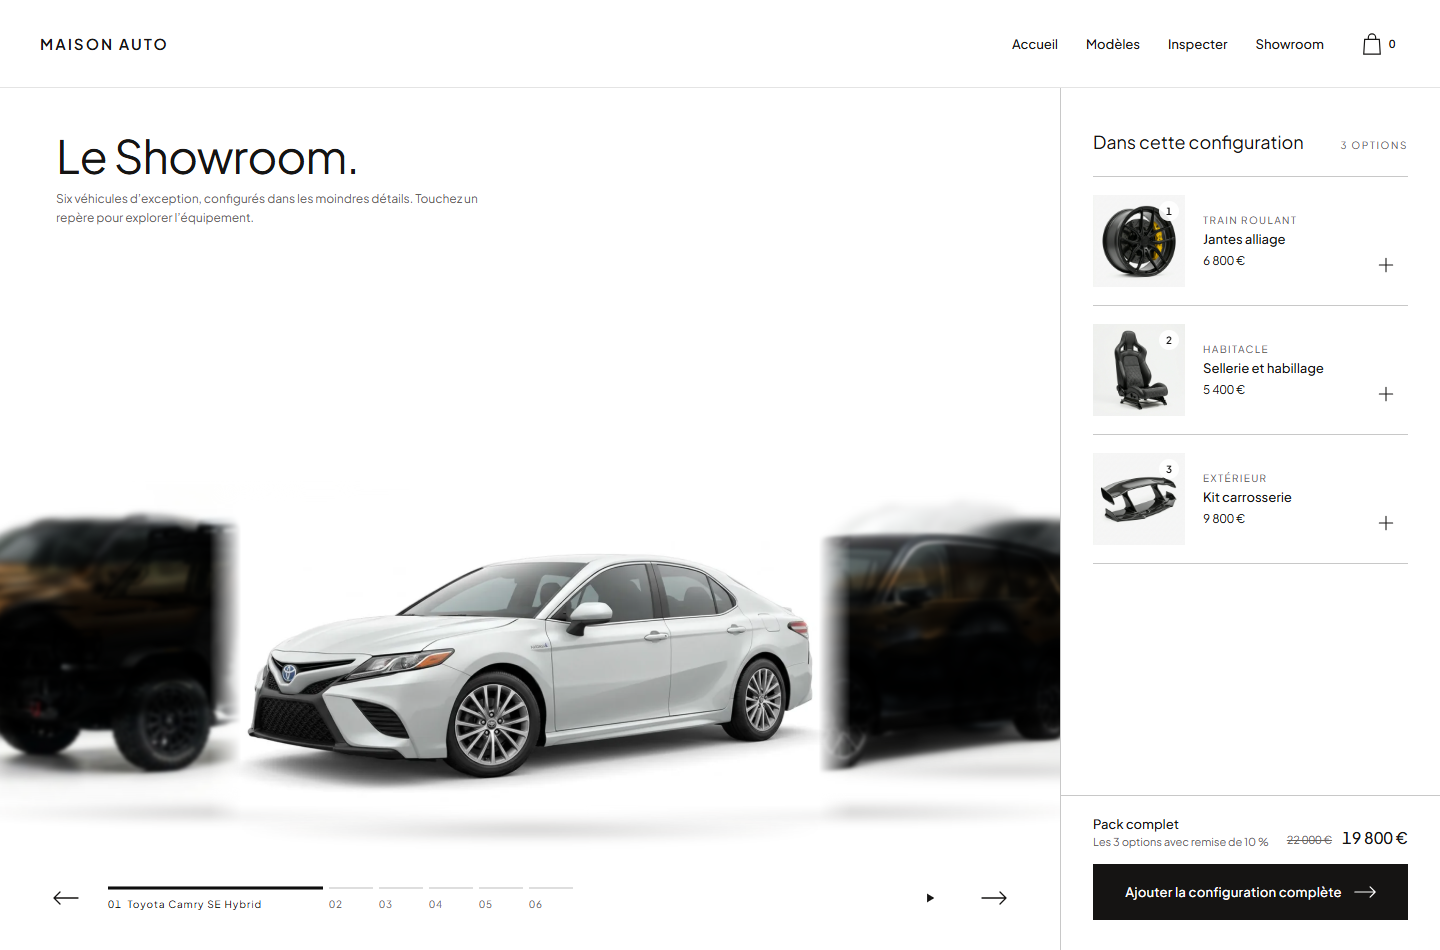 MAISON AUTO
Accueil
Modèles
Inspecter
Showroom
0
Le Showroom.
Six véhicules d'exception, configurés dans les moindres détails. Touchez un
repère pour explorer l'équipement.
01 Toyota Camry SE Hybrid
02
03
04
05
06
Dans cette configuration
3 OPTIONS
1
TRAIN ROULANT
Jantes alliage
6 800 €
2
HABITACLE
Sellerie et habillage
5 400 €
3
EXTÉRIEUR
Kit carrosserie
9 800 €
Pack complet
Les 3 options avec remise de 10 %
22 000 €
19 800 €
Ajouter la configuration complète